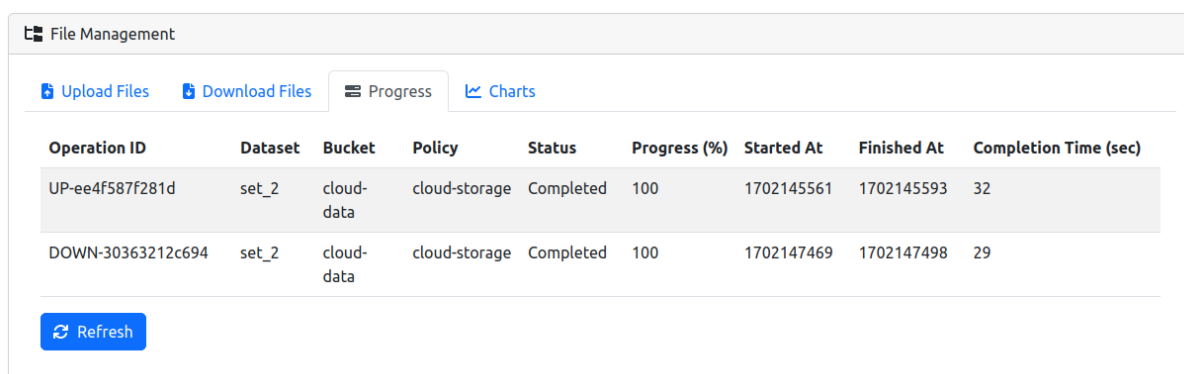 File Management
Upload Files Download Files Progress Charts
Operation ID Dataset Bucket Policy Status Progress (%) Started At Finished At Completion Time (sec)
UP-ee4f587f281d set_2 cloud- cloud-storage Completed 100 1702145561 1702145593 32
data
DOWN-30363212c694 set_2 cloud- cloud-storage Completed 100 1702147469 1702147498 29
data
Refresh